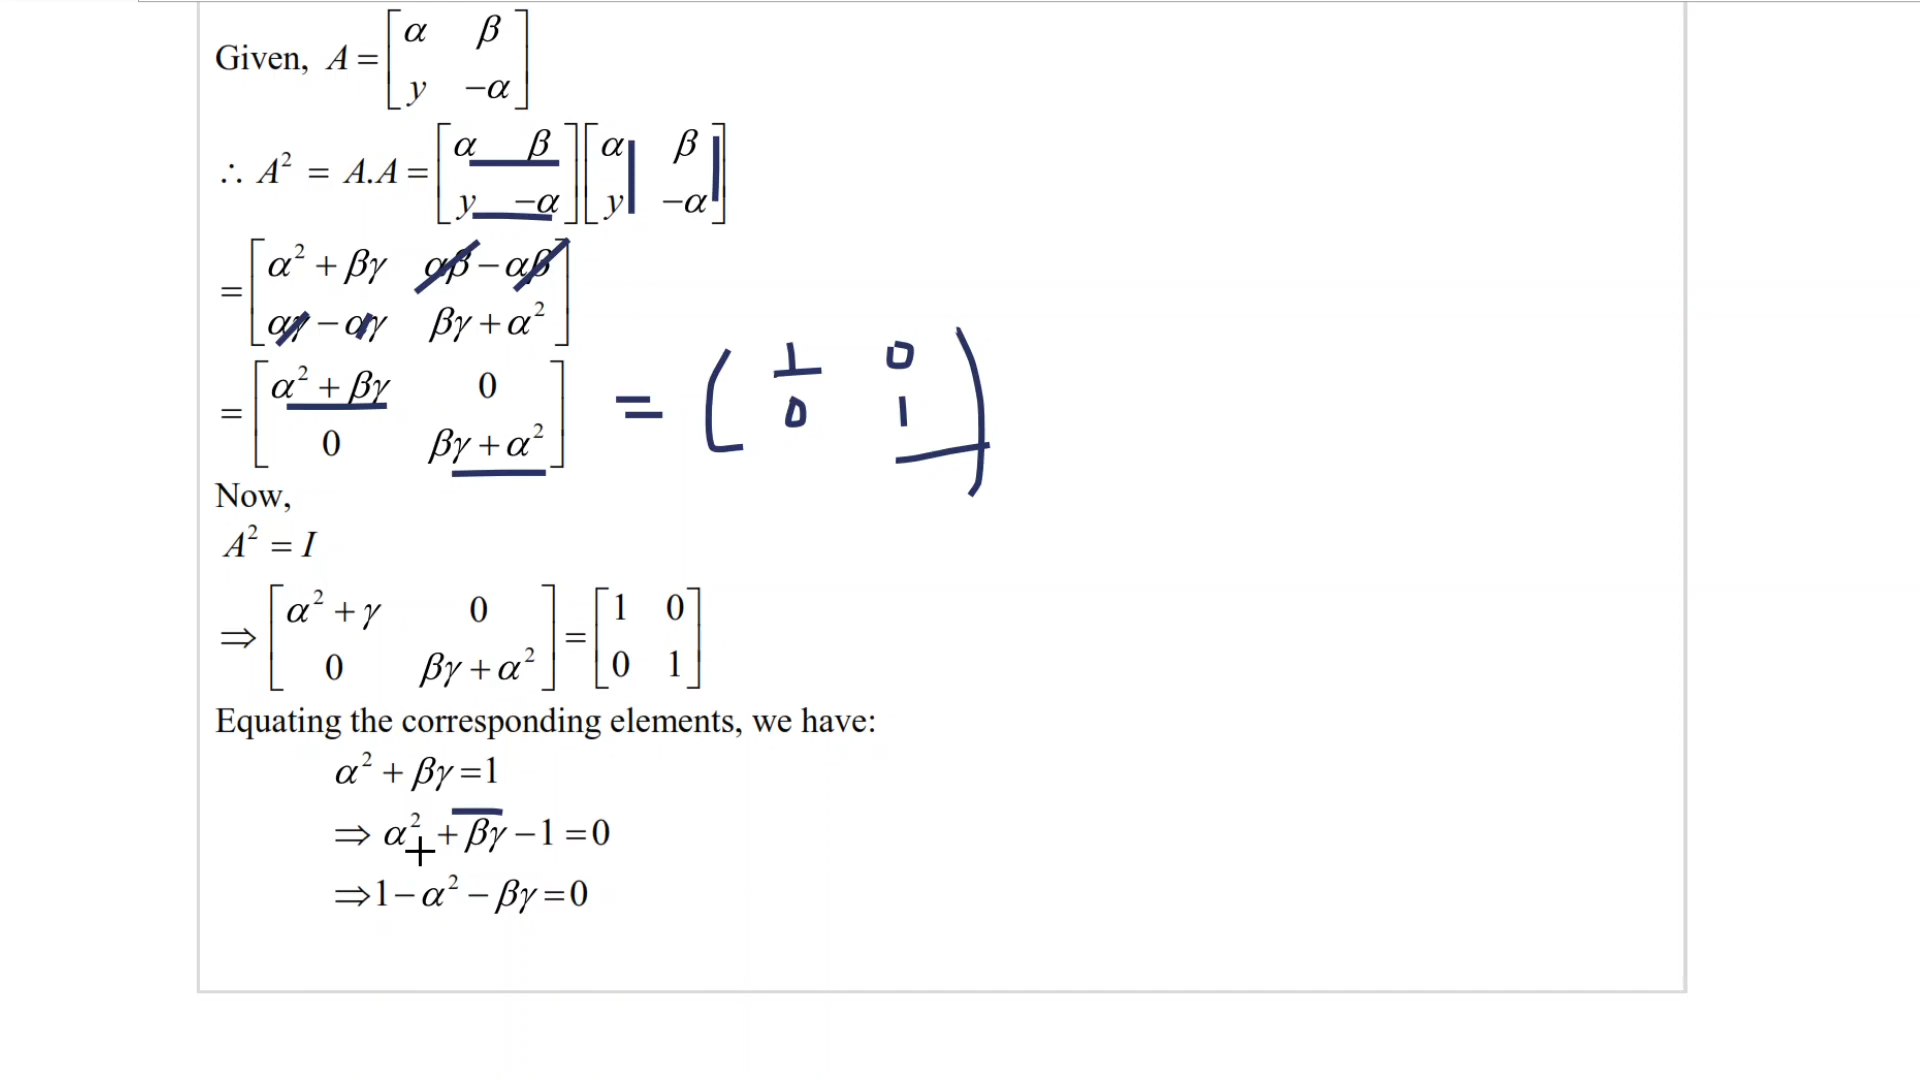 Given, A = [α β; y −α]
∴ A² = A.A = [α β; y −α][α β; y −α]
= [α² + βγ αβ − αβ; αγ − αγ βγ + α²]
= [α² + βγ 0; 0 βγ + α²] = (1 0; 0 1)
Now,
A² = I
⇒ [α² + γ 0; 0 βγ + α²] = [1 0; 0 1]
Equating the corresponding elements, we have:
α² + βγ = 1
⇒ α² + βγ − 1 = 0
⇒ 1 − α² − βγ = 0